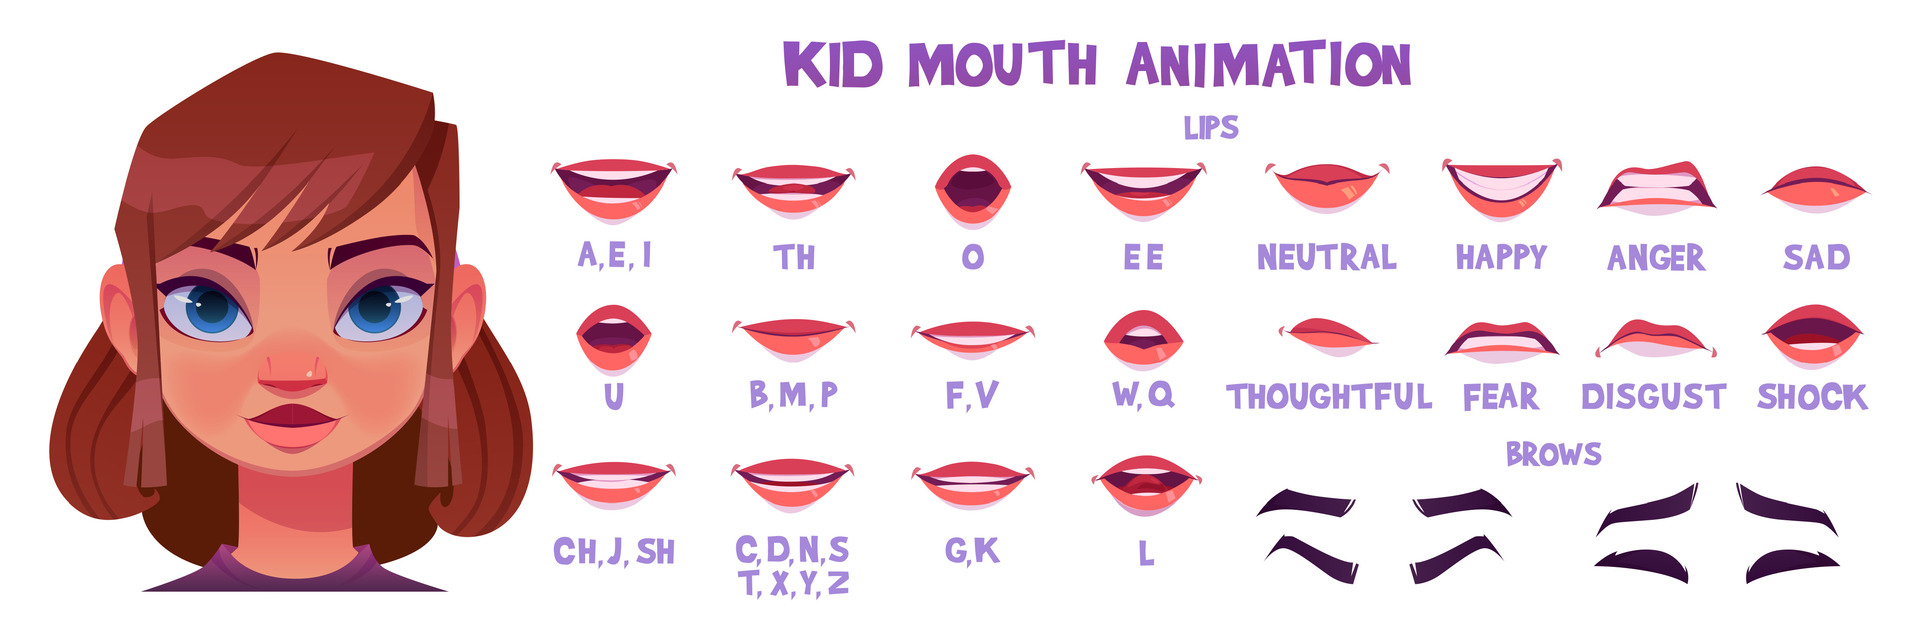 KID MOUTH ANIMATION
LIPS
A, E, I
TH
O
EE
NEUTRAL
HAPPY
ANGER
SAD
U
B, M, P
F, V
W, Q
THOUGHTFUL
FEAR
DISGUST
SHOCK
BROWS
CH, J, SH
C, D, N, S
T, X, Y, Z
G, K
L